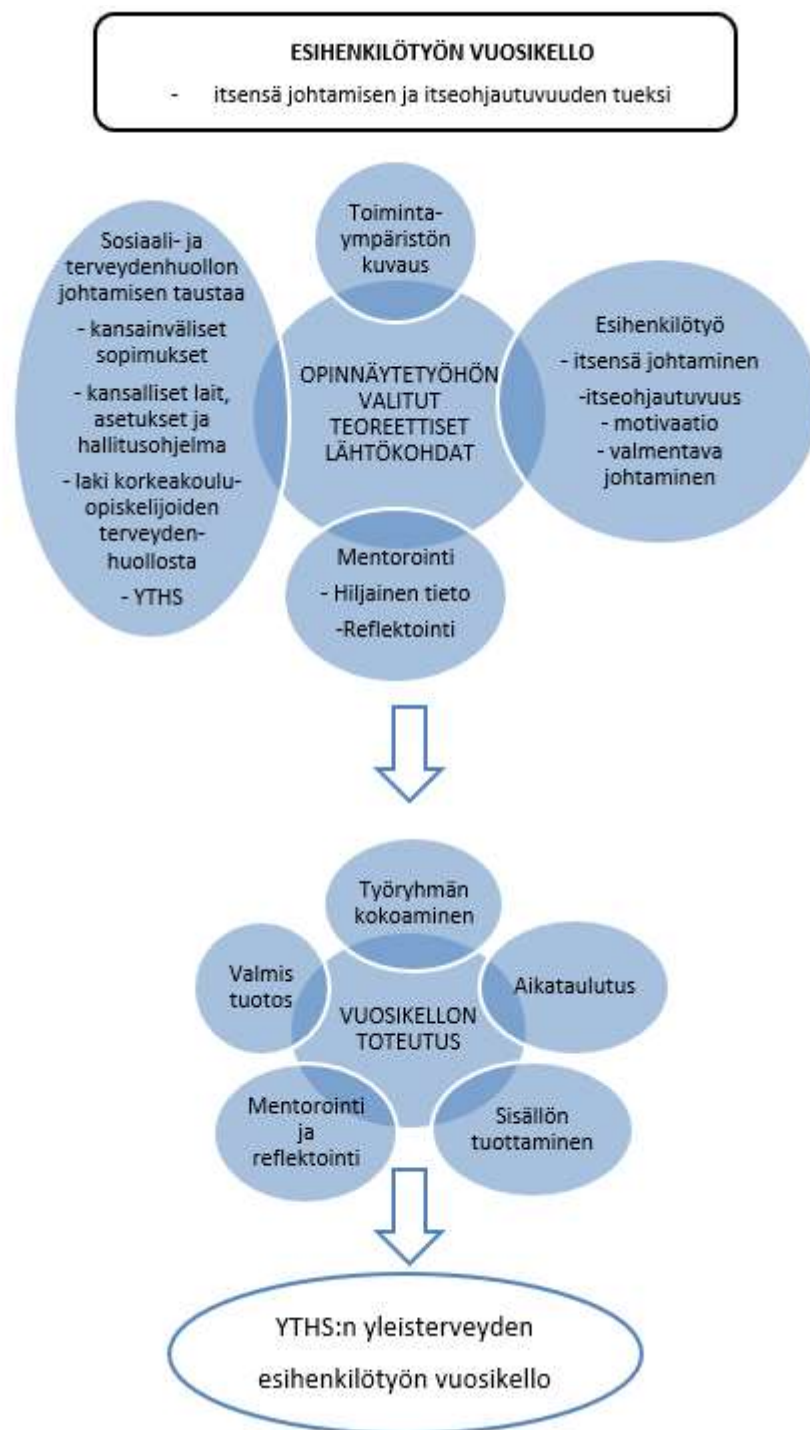 ESIHENKILÖTYÖN VUOSIKELLO
- itsensä johtamisen ja itseohjautuvuuden tueksi
Toiminta-
ympäristön
kuvaus
Sosiaali- ja
terveydenhuollon
johtamisen taustaa
- kansainväliset
sopimukset
- kansalliset lait,
asetukset ja
hallitusohjelma
- laki korkeakoulu-
opiskelijoiden
terveyden-
huollosta
- YTHS
OPINNÄYTETYÖHÖN
VALITUT
TEOREETTISET
LÄHTÖKOHDAT
Esihenkilötyö
- itsensä johtaminen
-itseohjautuvuus
- motivaatio
- valmentava
johtaminen
Mentorointi
- Hiljainen tieto
-Reflektointi
Työryhmän
kokoaminen
Valmis
tuotos
VUOSIKELLON
TOTEUTUS
Aikataulutus
Mentorointi
ja
reflektointi
Sisällön
tuottaminen
YTHS:n yleisterveyden
esihenkilötyön vuosikello